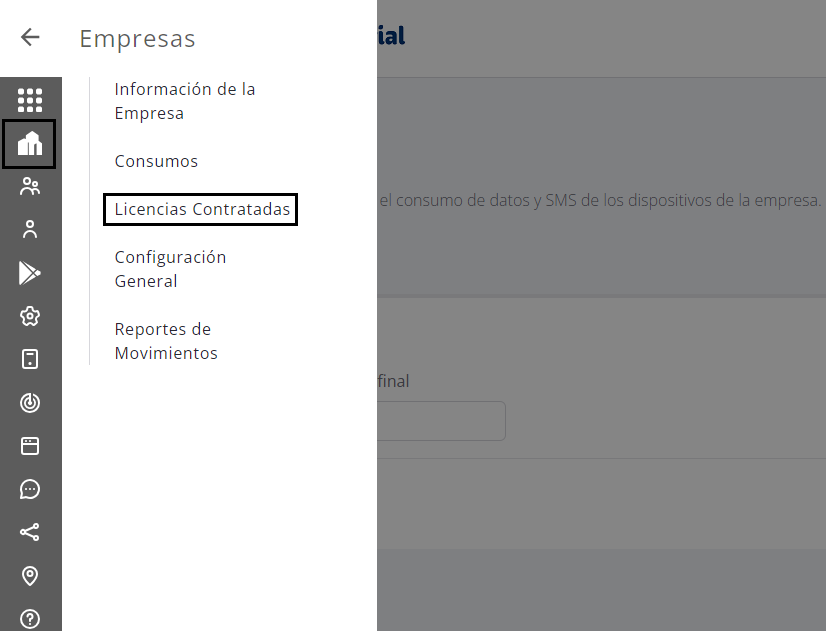 Empresas
ial
Información de la
Empresa
Consumos
Licencias Contratadas
el consumo de datos y SMS de los dispositivos de la empresa.
Configuración
General
Reportes de
Movimientos
final